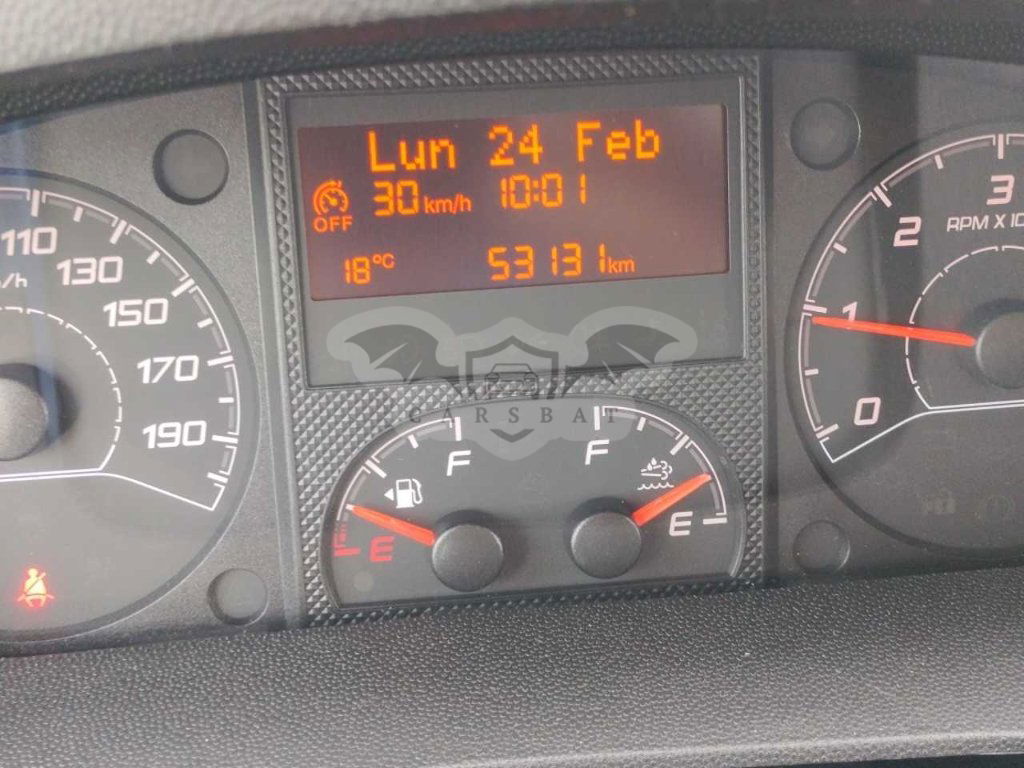 Lun 24 Feb
OFF 30 km/h 10:01
18°C 53131 km
110
130
150
170
190
3
RPM X
2
1
0
CARSBAT
F F
E E